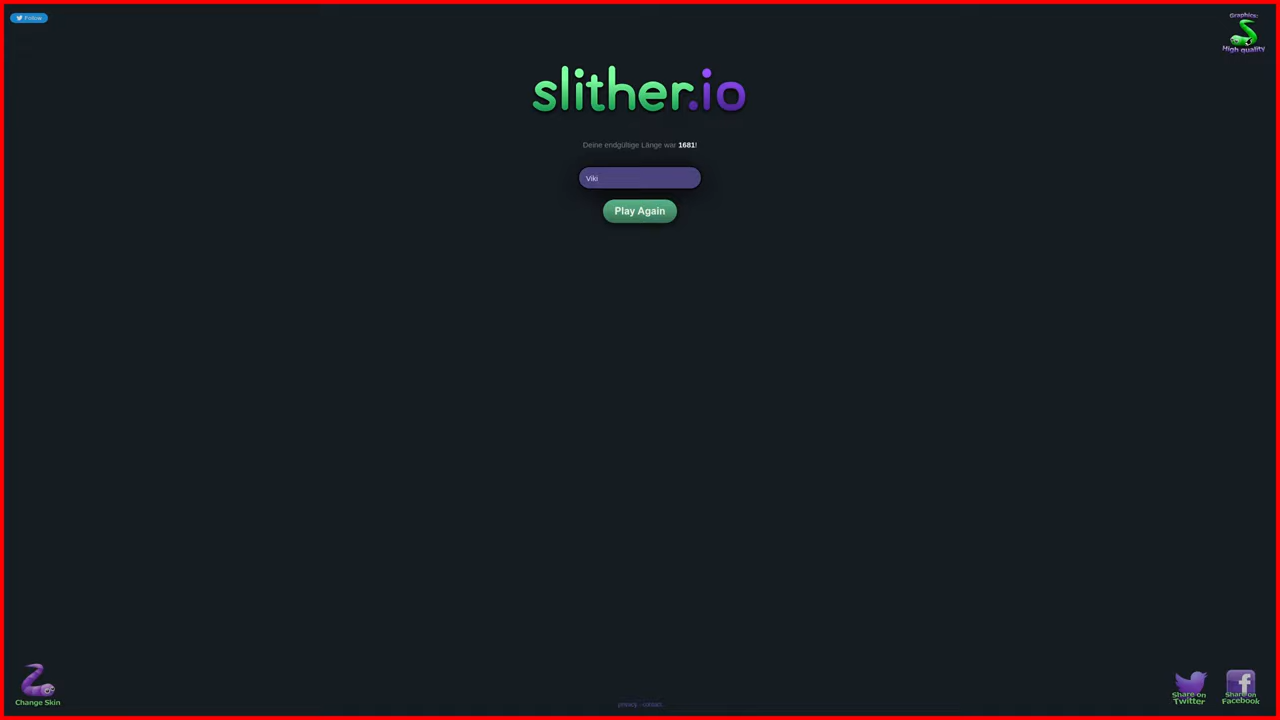 Follow
Graphics:
High quality
slither.io
Deine endgültige Länge war 1681!
Viki
Play Again
Change Skin
privacy - contact
Share on
Twitter
Share on
Facebook